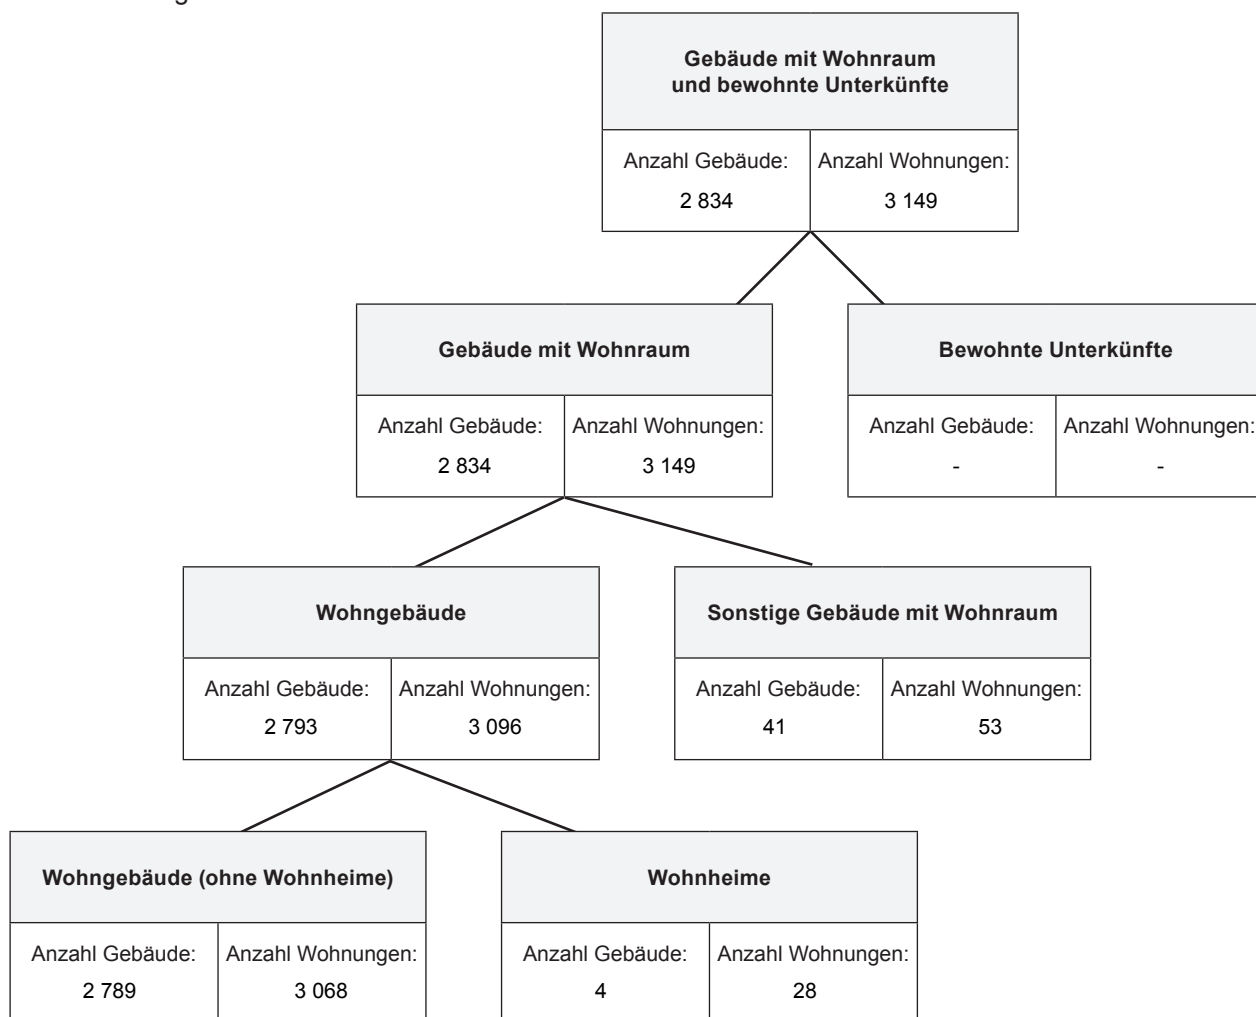 Gebäude mit Wohnraum
und bewohnte Unterkünfte
Anzahl Gebäude: Anzahl Wohnungen:
2 834 3 149
Gebäude mit Wohnraum Bewohnte Unterkünfte
Anzahl Gebäude: Anzahl Wohnungen: Anzahl Gebäude: Anzahl Wohnungen:
2 834 3 149 - -
Wohngebäude Sonstige Gebäude mit Wohnraum
Anzahl Gebäude: Anzahl Wohnungen: Anzahl Gebäude: Anzahl Wohnungen:
2 793 3 096 41 53
Wohngebäude (ohne Wohnheime) Wohnheime
Anzahl Gebäude: Anzahl Wohnungen: Anzahl Gebäude: Anzahl Wohnungen:
2 789 3 068 4 28